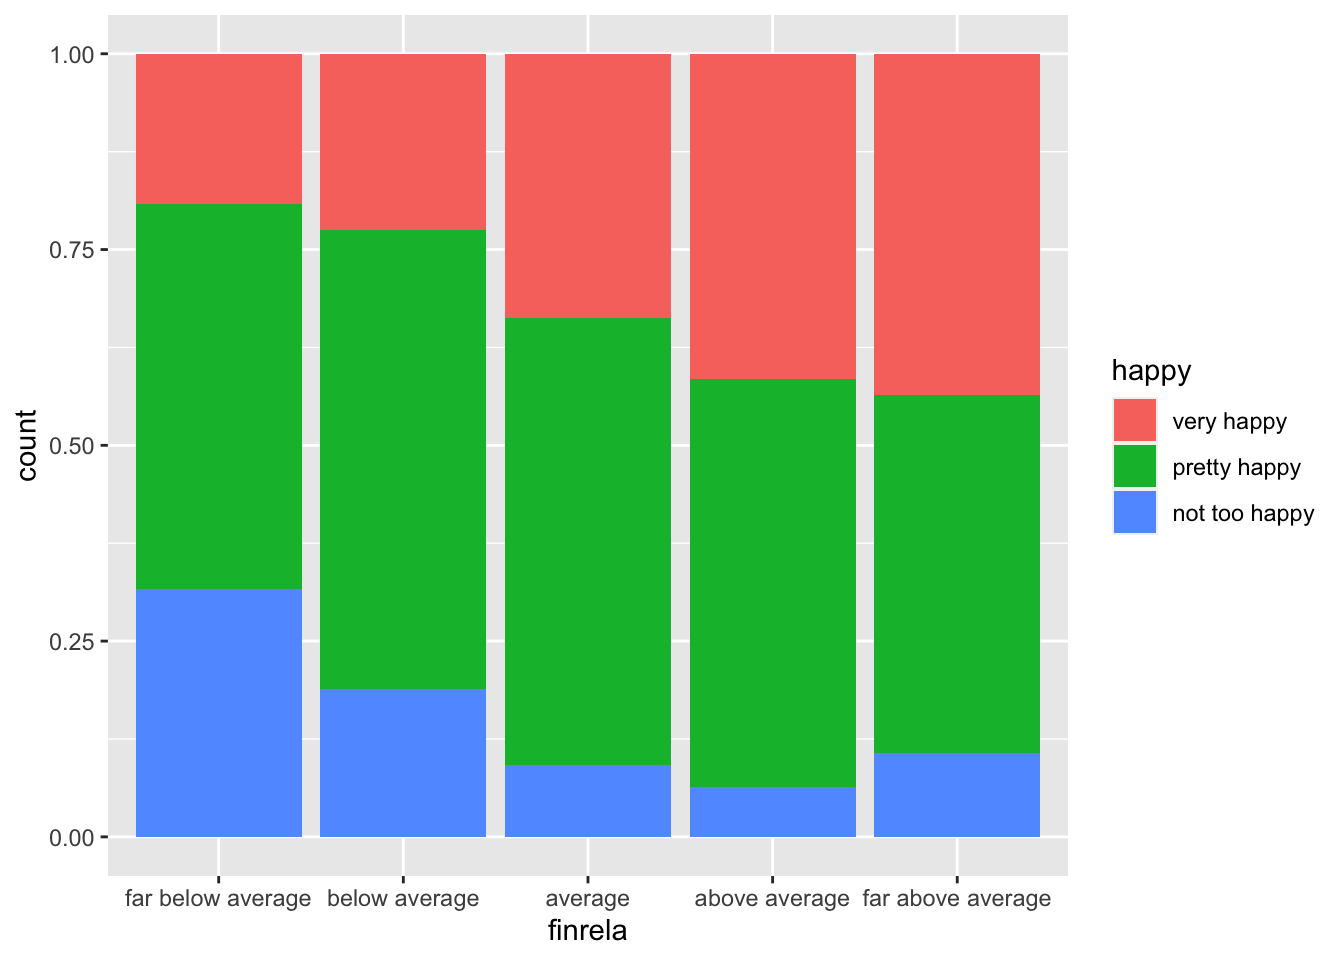 1.00
0.75
0.50
0.25
0.00
count
far below average
below average
average
above average
far above average
finrela
happy
very happy
pretty happy
not too happy